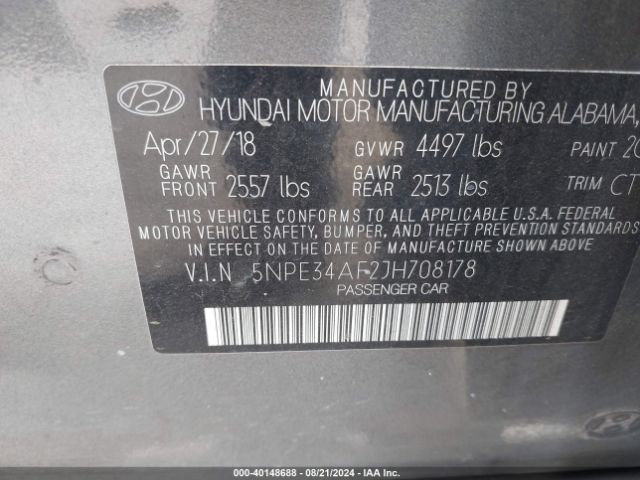 MANUFACTURED BY
HYUNDAI MOTOR MANUFACTURING ALABAMA,
Apr/27/18 GVWR 4497 lbs PAINT
GAWR FRONT 2557 lbs GAWR REAR 2513 lbs TRIM CT
THIS VEHICLE CONFORMS TO ALL APPLICABLE U.S.A. FEDERAL
MOTOR VEHICLE SAFETY, BUMPER, AND THEFT PREVENTION STANDARDS
IN EFFECT ON THE DATE OF MANUFACTURE SHOWN ABOVE
V.I.N 5NPE34AF2JH708178
PASSENGER CAR
000-40148688 - 08/21/2024 - IAA, Inc.